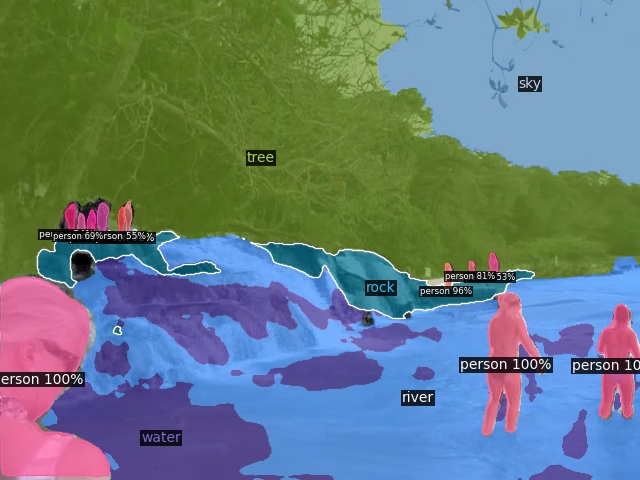 sky
tree
person 69%
rson 55%
person 81%
53%
rock
person 96%
person 100%
person 10
erson 100%
river
water